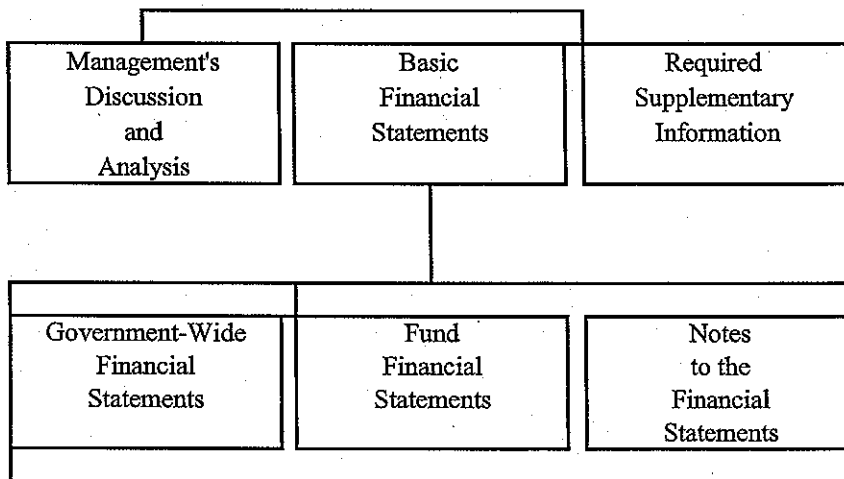 Management's
Discussion
and
Analysis
Basic
Financial
Statements
Required
Supplementary
Information
Government-Wide
Financial
Statements
Fund
Financial
Statements
Notes
to the
Financial
Statements